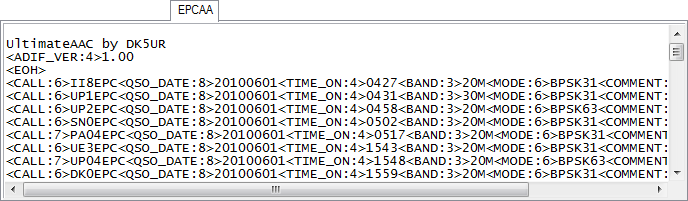 EPCAA
UltimateAAC by DK5UR
<ADIF_VER:4>1.00
<EOH>
<CALL:6>II8EPC<QSO_DATE:8>20100601<TIME_ON:4>0427<BAND:3>20M<MODE:6>BPSK31<COMMENT:
<CALL:6>UP1EPC<QSO_DATE:8>20100601<TIME_ON:4>0431<BAND:3>30M<MODE:6>BPSK31<COMMENT:
<CALL:6>UP2EPC<QSO_DATE:8>20100601<TIME_ON:4>0458<BAND:3>20M<MODE:6>BPSK63<COMMENT:
<CALL:6>SN0EPC<QSO_DATE:8>20100601<TIME_ON:4>0502<BAND:3>20M<MODE:6>BPSK31<COMMENT:
<CALL:7>PA04EPC<QSO_DATE:8>20100601<TIME_ON:4>0517<BAND:3>20M<MODE:6>BPSK31<COMMEN
<CALL:6>UE3EPC<QSO_DATE:8>20100601<TIME_ON:4>1543<BAND:3>20M<MODE:6>BPSK31<COMMENT:
<CALL:7>UP04EPC<QSO_DATE:8>20100601<TIME_ON:4>1548<BAND:3>20M<MODE:6>BPSK63<COMMEN
<CALL:6>DK0EPC<QSO_DATE:8>20100601<TIME_ON:4>1559<BAND:3>20M<MODE:6>BPSK31<COMMENT: